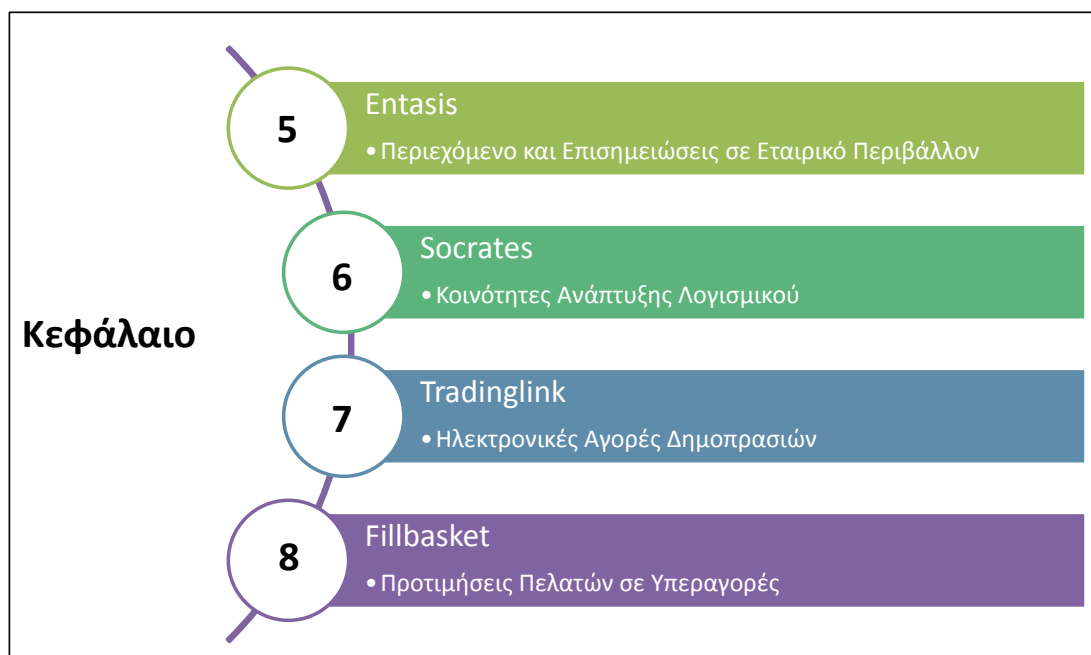 Κεφάλαιο
5
Entasis
•Περιεχόμενο και Επισημειώσεις σε Εταιρικό Περιβάλλον
6
Socrates
•Κοινότητες Ανάπτυξης Λογισμικού
7
Tradinglink
•Ηλεκτρονικές Αγορές Δημοπρασιών
8
Fillbasket
•Προτιμήσεις Πελατών σε Υπεραγορές